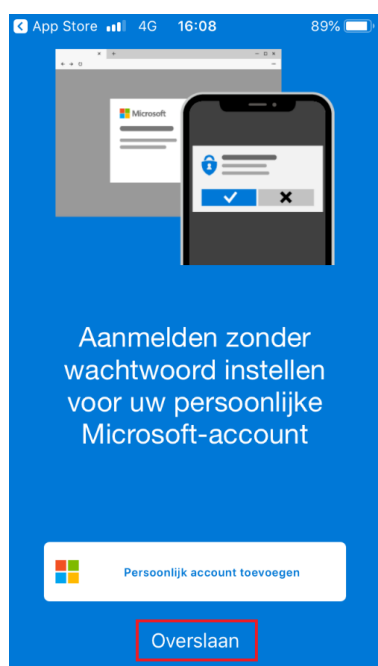 App Store 4G 16:08 89%
Microsoft
Aanmelden zonder
wachtwoord instellen
voor uw persoonlijke
Microsoft-account
Persoonlijk account toevoegen
Overslaan